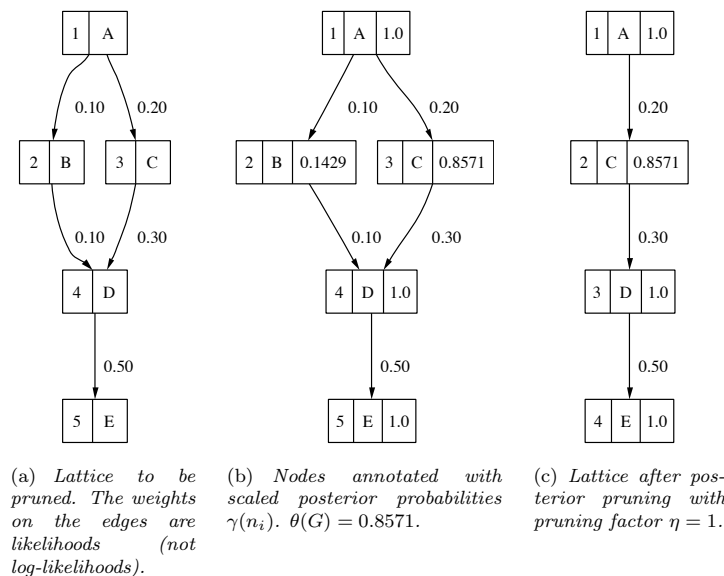 1 A
1 A 1.0
1 A 1.0
0.10 0.20
0.10 0.20
0.20
2 B 3 C
2 B 0.1429 3 C 0.8571
2 C 0.8571
0.10 0.30
0.10 0.30
0.30
4 D
4 D 1.0
3 D 1.0
0.50
0.50
0.50
5 E
5 E 1.0
4 E 1.0
(a) Lattice to be
pruned. The weights
on the edges are
likelihoods (not
log-likelihoods).
(b) Nodes annotated with
scaled posterior probabilities
γ(nᵢ). θ(G) = 0.8571.
(c) Lattice after pos-
terior pruning with
pruning factor η = 1.